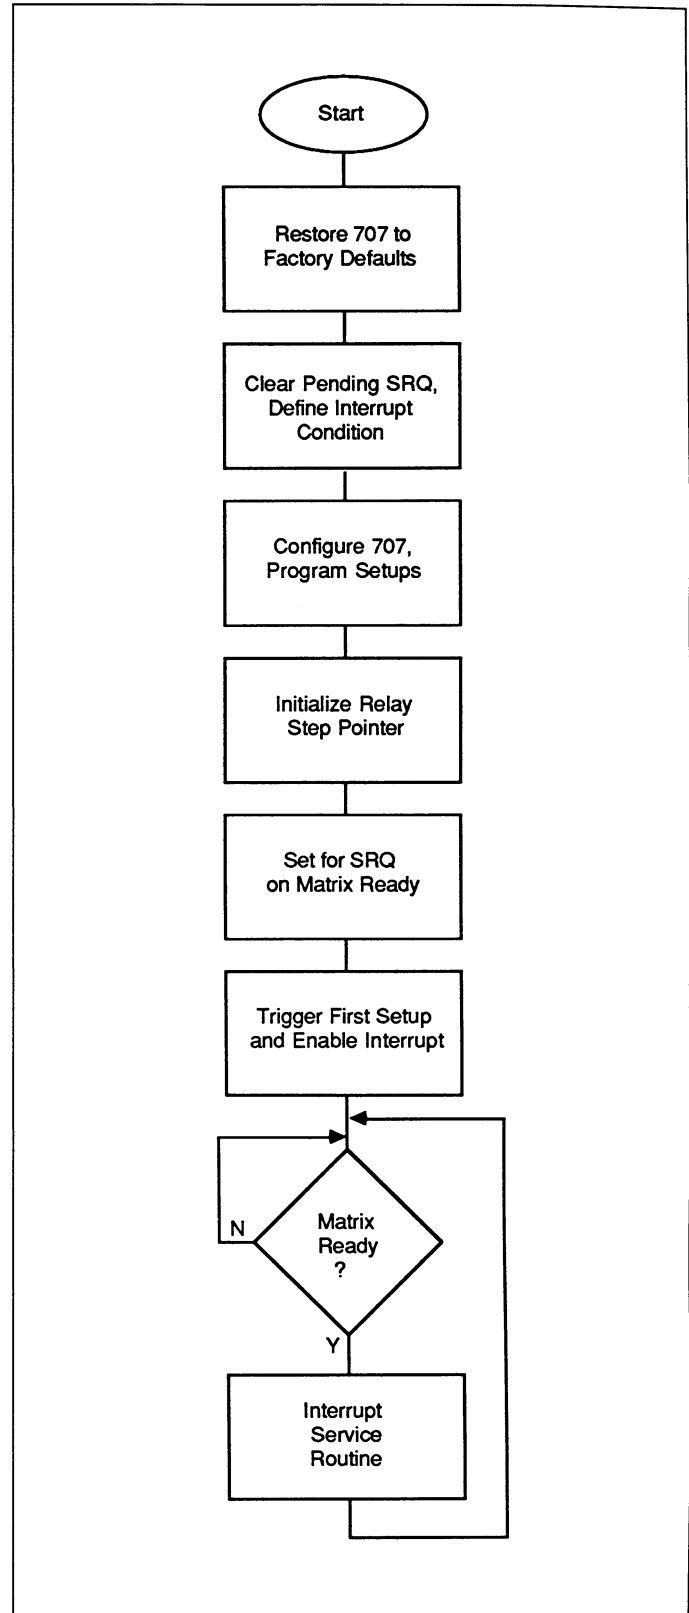 Start
Restore 707 to
Factory Defaults
Clear Pending SRQ,
Define Interrupt
Condition
Configure 707,
Program Setups
Initialize Relay
Step Pointer
Set for SRQ
on Matrix Ready
Trigger First Setup
and Enable Interrupt
Matrix
Ready
?
N
Y
Interrupt
Service
Routine